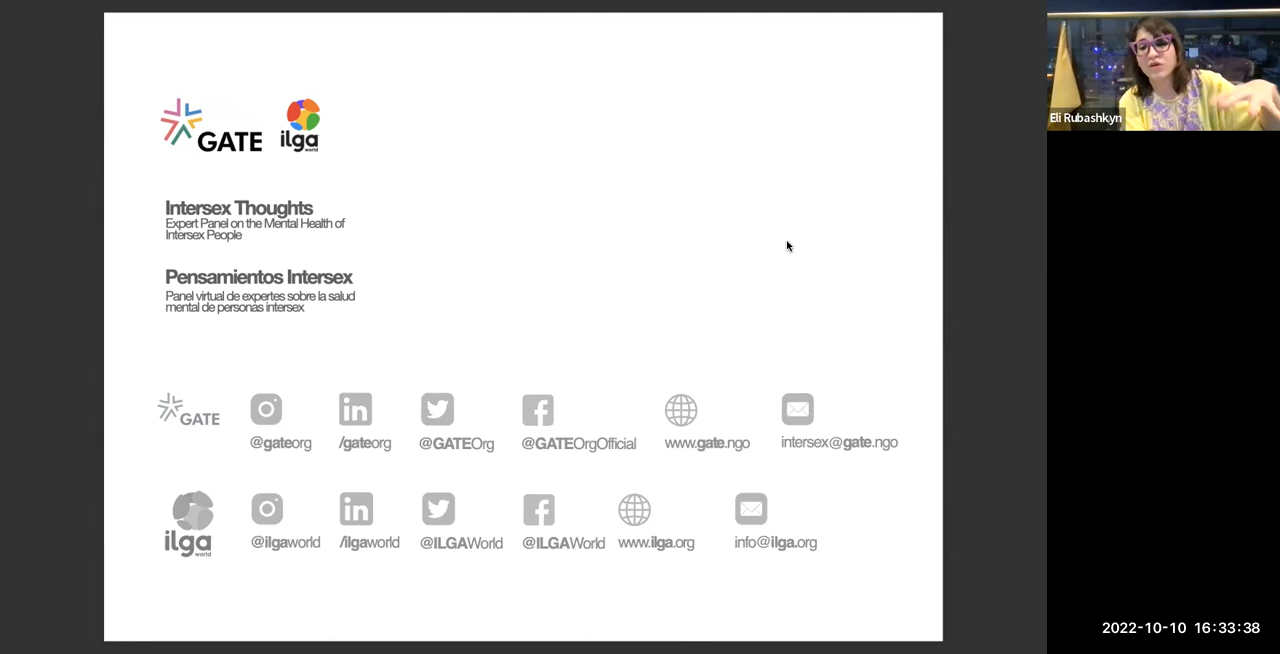 GATE
ilga
world
Intersex Thoughts
Expert Panel on the Mental Health of
Intersex People
Pensamientos Intersex
Panel virtual de expertes sobre la salud
mental de personas intersex
GATE
@gateorg
/gateorg
@GATEOrg
@GATEOrgOfficial
www.gate.ngo
intersex@gate.ngo
ilga
world
@ilgaworld
/ilgaworld
@ILGAWorld
@ILGAWorld
www.ilga.org
info@ilga.org
Eli Rubashkyn
2022-10-10 16:33:38